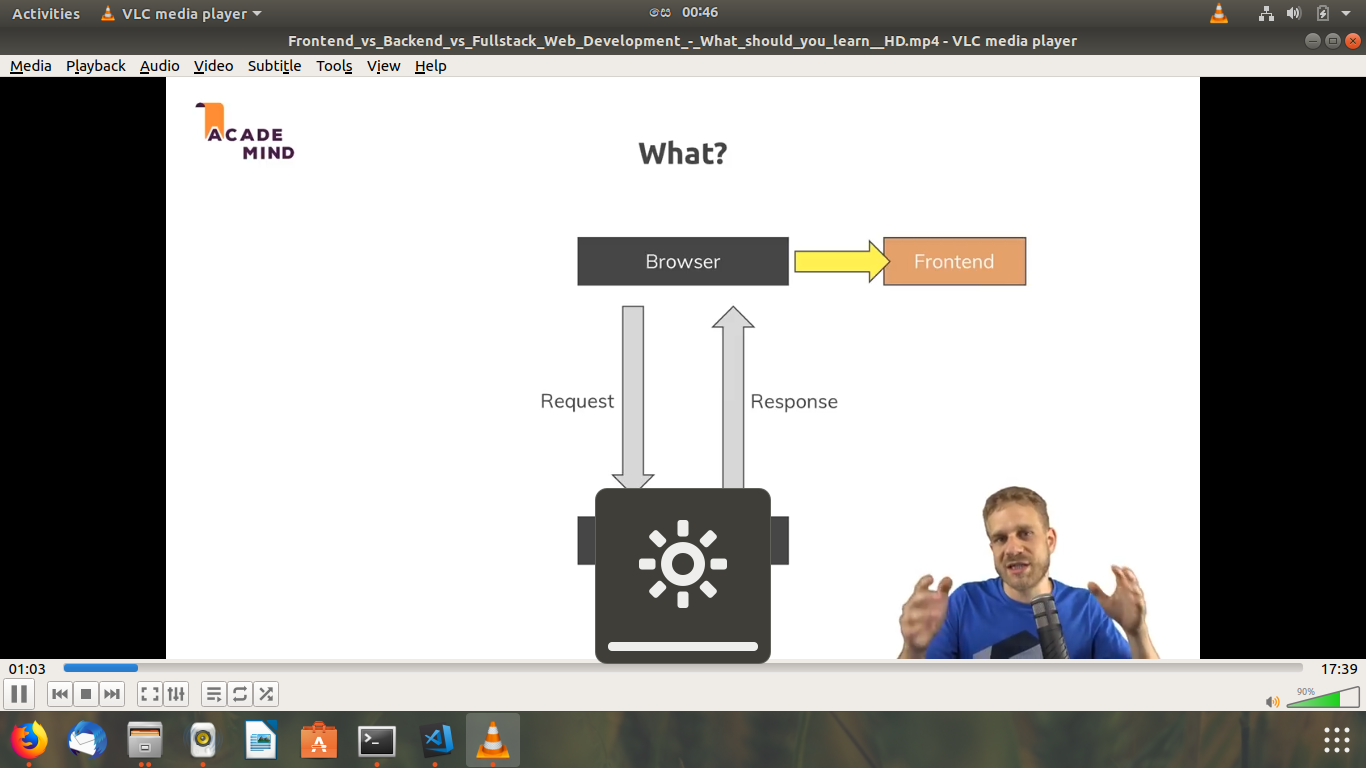 Activities VLC media player සෙ 00:46
Frontend_vs_Backend_vs_Fullstack_Web_Development_-_What_should_you_learn__HD.mp4 - VLC media player
Media Playback Audio Video Subtitle Tools View Help
ACADE
MIND
What?
Browser Frontend
Request Response
01:03 17:39
90%